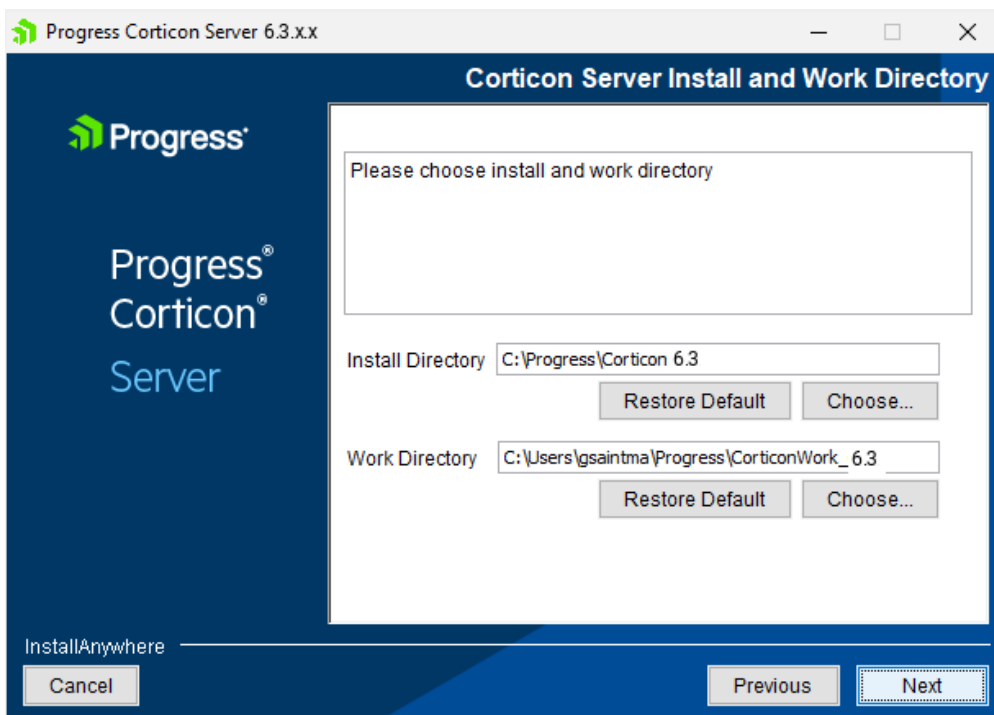 Progress Corticon Server 6.3.x.x
Corticon Server Install and Work Directory
Progress
Progress®
Corticon®
Server
Please choose install and work directory
Install Directory C:\Progress\Corticon 6.3
Restore Default Choose...
Work Directory C:\Users\gsaintma\Progress\CorticonWork_ 6.3
Restore Default Choose...
InstallAnywhere
Cancel Previous Next